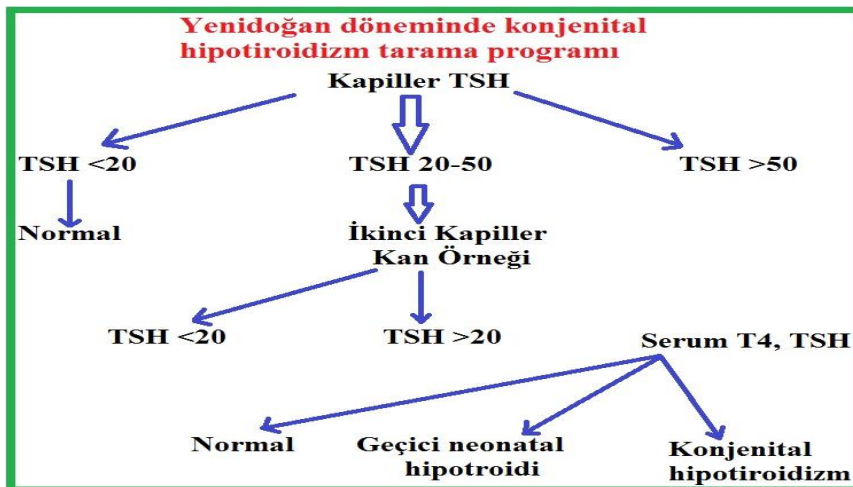 Yenidoğan döneminde konjenital
hipotiroidizm tarama programı
Kapiller TSH
TSH <20
TSH 20-50
TSH >50
Normal
İkinci Kapiller
Kan Örneği
TSH <20
TSH >20
Serum T4, TSH
Normal
Geçici neonatal
hipotroidi
Konjenital
hipotiroidizm